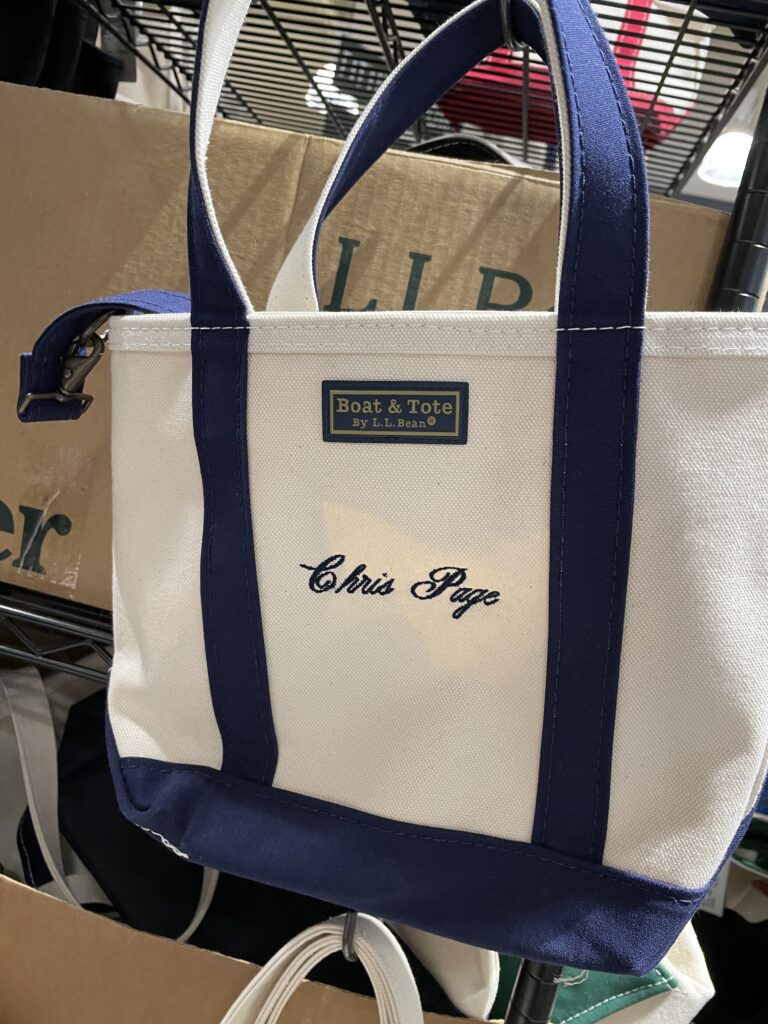 L.L.B
Boat & Tote
By L.L.Bean®
er
Chris Page